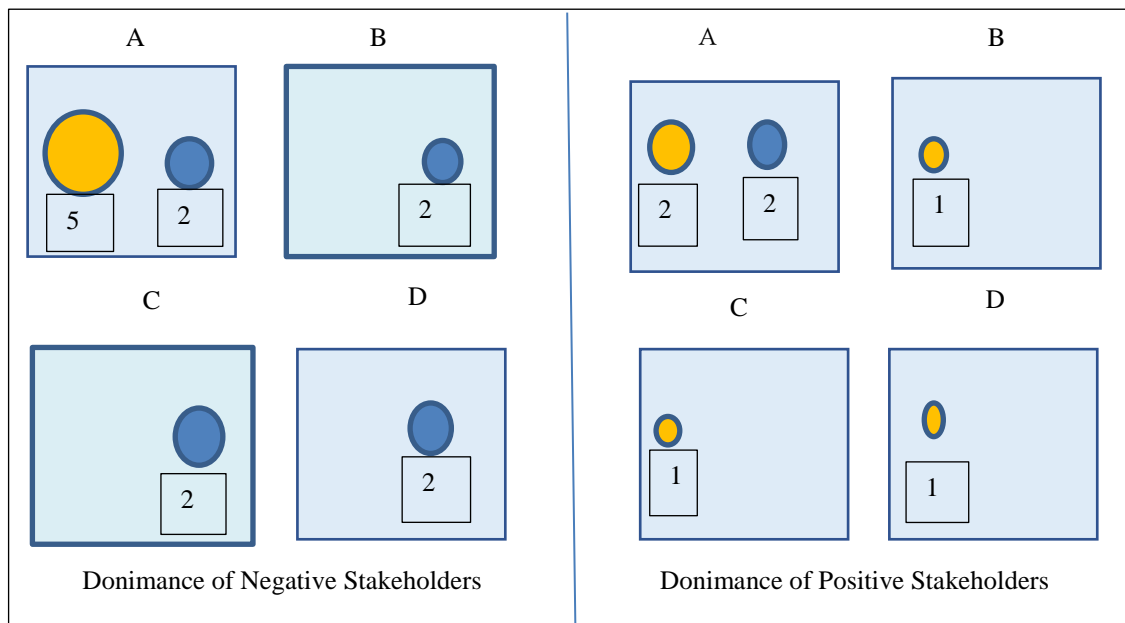 A
B
5
2
2
C
D
2
2
Donimance of Negative Stakeholders
A
B
2
2
1
C
D
1
1
Donimance of Positive Stakeholders